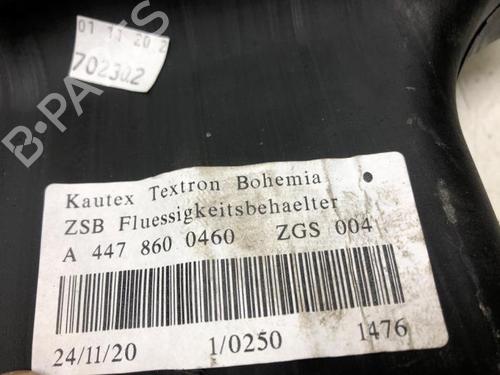 01 11 20 2
702302
B-PARTS
Kautex Textron Bohemia
ZSB Fluessigkeitsbehaelter
A 447 860 0460 ZGS 004
24/11/20 1/0250 1476